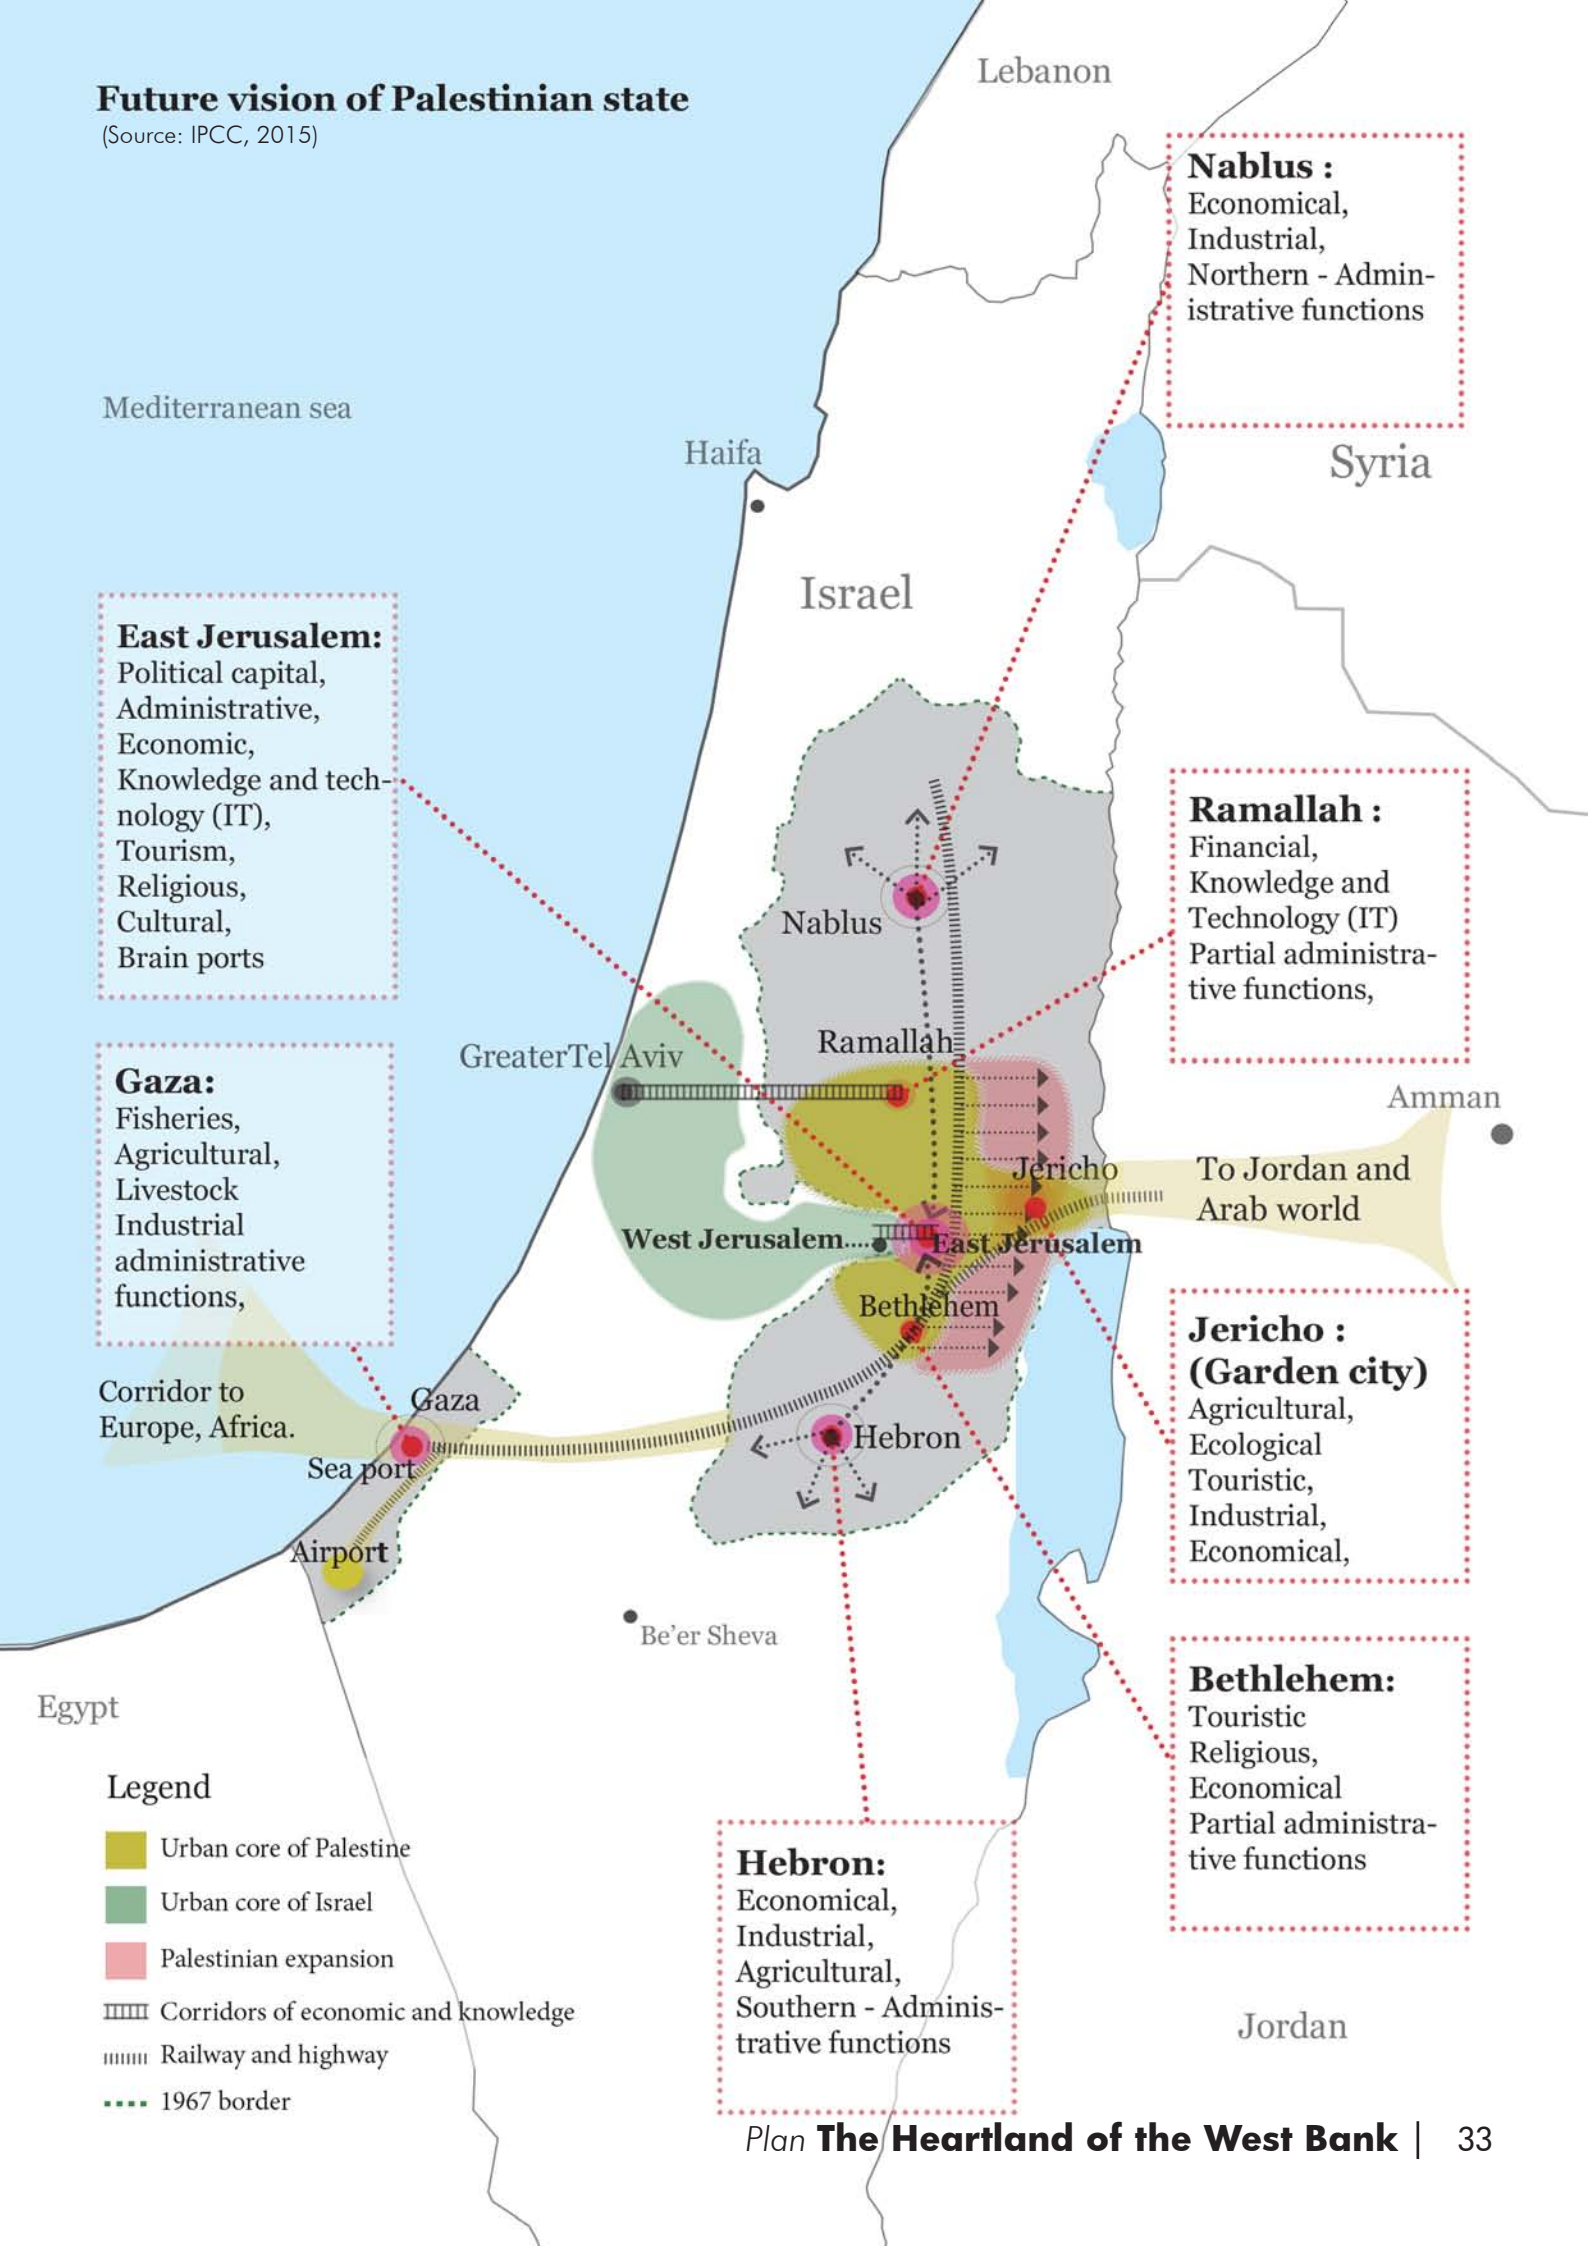 Future vision of Palestinian state
(Source: IPCC, 2015)
Lebanon
Nablus :
Economical,
Industrial,
Northern - Admin-
istrative functions
Mediterranean sea
Haifa
Syria
Israel
East Jerusalem:
Political capital,
Administrative,
Economic,
Knowledge and tech-
nology (IT),
Tourism,
Religious,
Cultural,
Brain ports
Ramallah :
Financial,
Knowledge and
Technology (IT)
Partial administra-
tive functions,
Nablus
Ramallah
GreaterTel Aviv
Gaza:
Fisheries,
Agricultural,
Livestock
Industrial
administrative
functions,
Amman
Jericho
To Jordan and
Arab world
West Jerusalem....
East Jerusalem
Bethlehem
Jericho :
(Garden city)
Agricultural,
Ecological
Touristic,
Industrial,
Economical,
Corridor to
Europe, Africa.
Gaza
Hebron
Sea port
Airport
Be'er Sheva
Egypt
Bethlehem:
Touristic
Religious,
Economical
Partial administra-
tive functions
Legend
Urban core of Palestine
Urban core of Israel
Palestinian expansion
Corridors of economic and knowledge
Railway and highway
1967 border
Hebron:
Economical,
Industrial,
Agricultural,
Southern - Adminis-
trative functions
Jordan
Plan The Heartland of the West Bank | 33